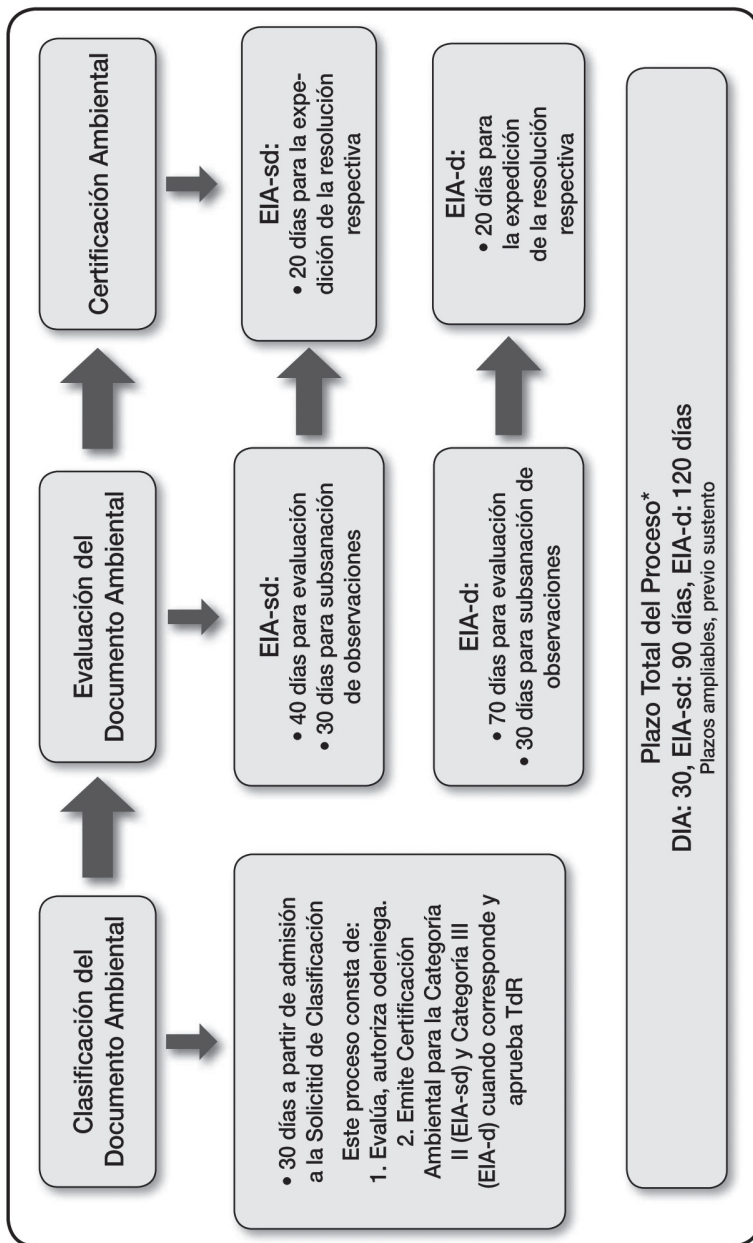 Clasificación del
Documento Ambiental
Evaluación del
Documento Ambiental
Certificación Ambiental
• 30 días a partir de admisión
a la Solicitid de Clasificación
Este proceso consta de:
1. Evalúa, autoriza odeniega.
2. Emite Certificación
Ambiental para la Categoría
II (EIA-sd) y Categoría III
(EIA-d) cuando corresponde y
aprueba TdR
EIA-sd:
• 40 días para evaluación
• 30 días para subsanación
de observaciones
EIA-sd:
• 20 días para la expe-
dición de la resolución
respectiva
EIA-d:
• 70 días para evaluación
• 30 días para subsanación de
observaciones
EIA-d:
• 20 días para
la expedición
de la resolución
respectiva
Plazo Total del Proceso*
DIA: 30, EIA-sd: 90 días, EIA-d: 120 días
Plazos ampliables, previo sustento